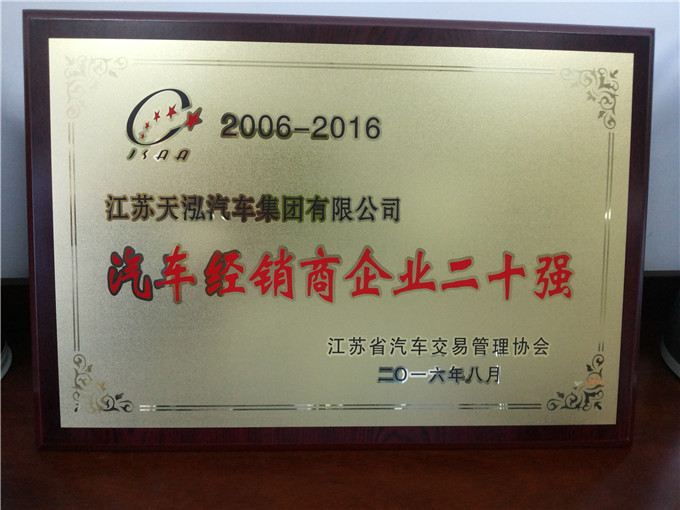 JSAA
2006-2016
江苏天泓汽车集团有限公司
汽车经销商企业二十强
江苏省汽车交易管理协会
二〇一六年八月